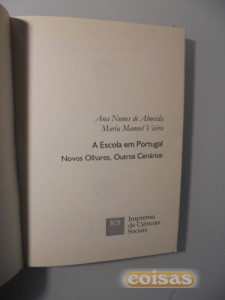 Ana Nunes de Almeida
Maria Manuel Vieira
A Escola em Portugal
Novos Olhares, Outros Cenários
ICS
Imprensa
de Ciências
Sociais
coisas